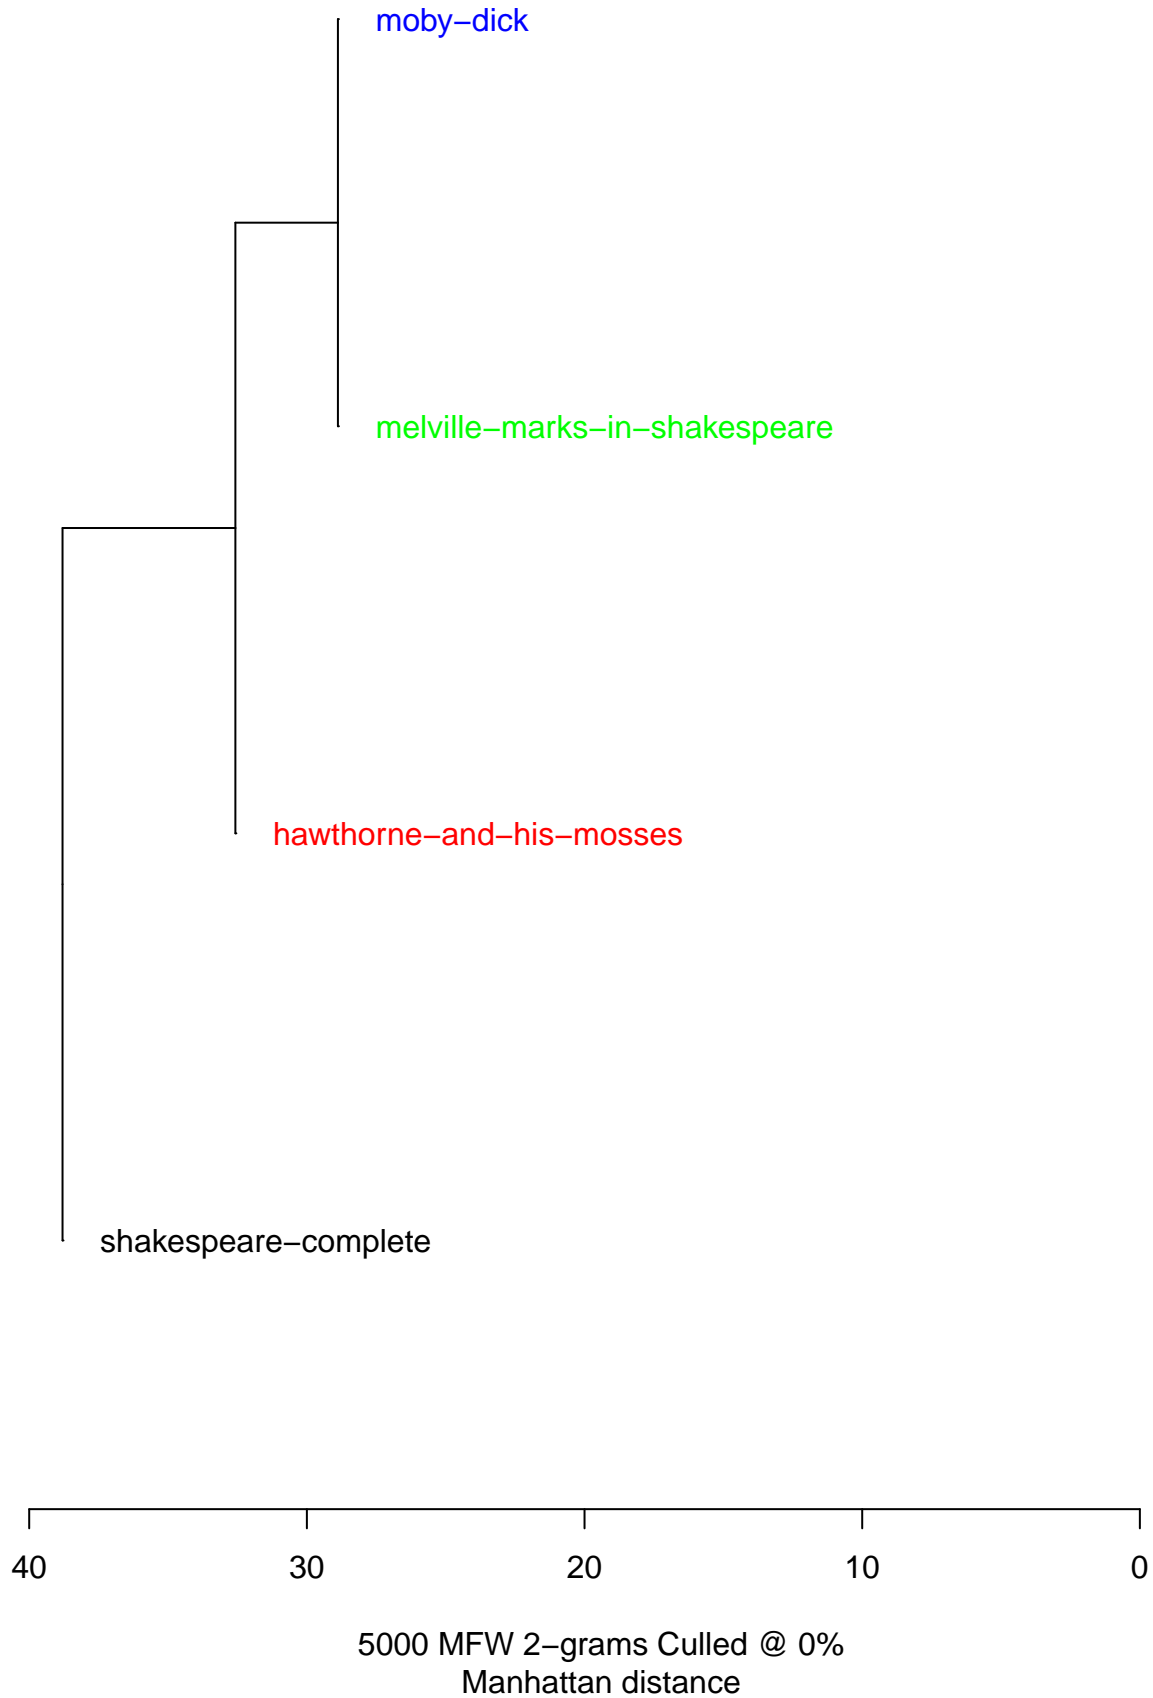 moby−dick
melville−marks−in−shakespeare
hawthorne−and−his−mosses
shakespeare−complete
40 30 20 10 0
5000 MFW 2−grams Culled @ 0%
Manhattan distance